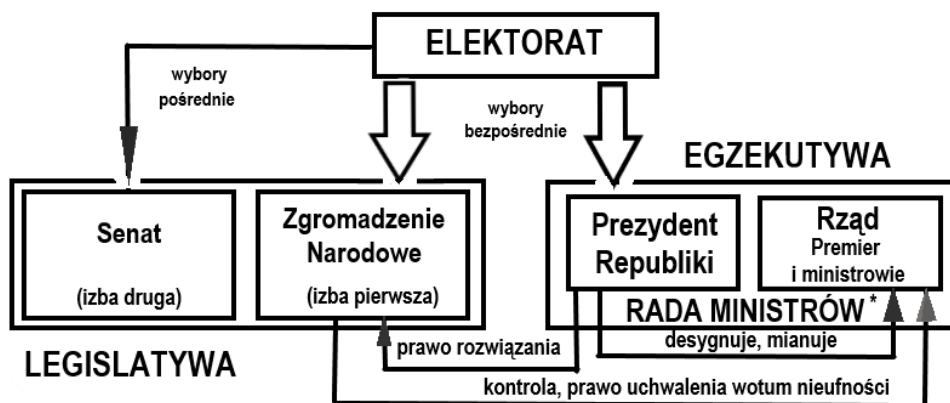 ELEKTORAT
wybory
pośrednie
wybory
bezpośrednie
EGZEKUTYWA
Senat
(izba druga)
Zgromadzenie
Narodowe
(izba pierwsza)
Prezydent
Republiki
Rząd
Premier
i ministrowie
RADA MINISTRÓW *
LEGISLATYWA
prawo rozwiązania
desygnuje, mianuje
kontrola, prawo uchwalenia wotum nieufności